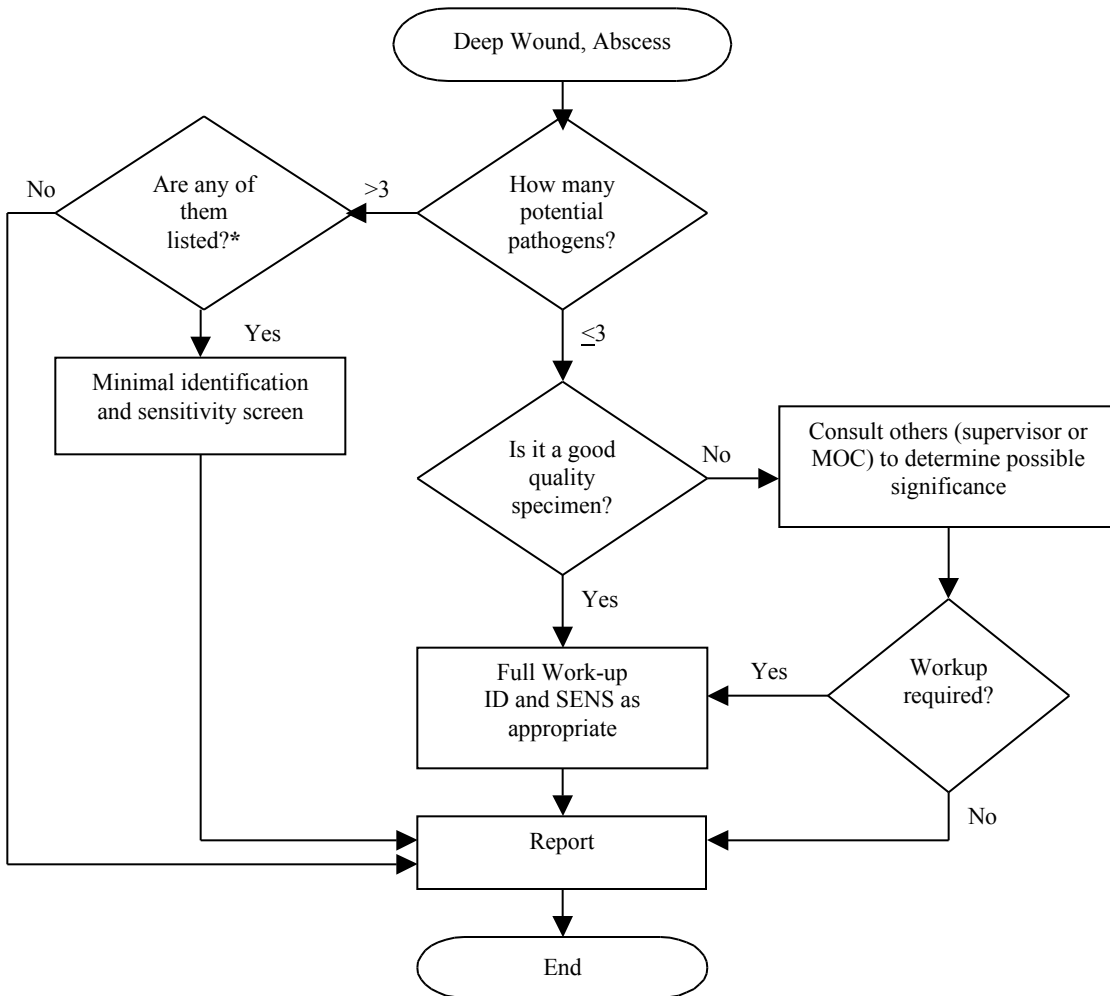 Deep Wound, Abscess
No
Are any of
them
listed?*
>3
How many
potential
pathogens?
Yes
≤3
Minimal identification
and sensitivity screen
Is it a good
quality
specimen?
No
Consult others (supervisor or
MOC) to determine possible
significance
Yes
Full Work-up
ID and SENS as
appropriate
Yes
Workup
required?
No
Report
End